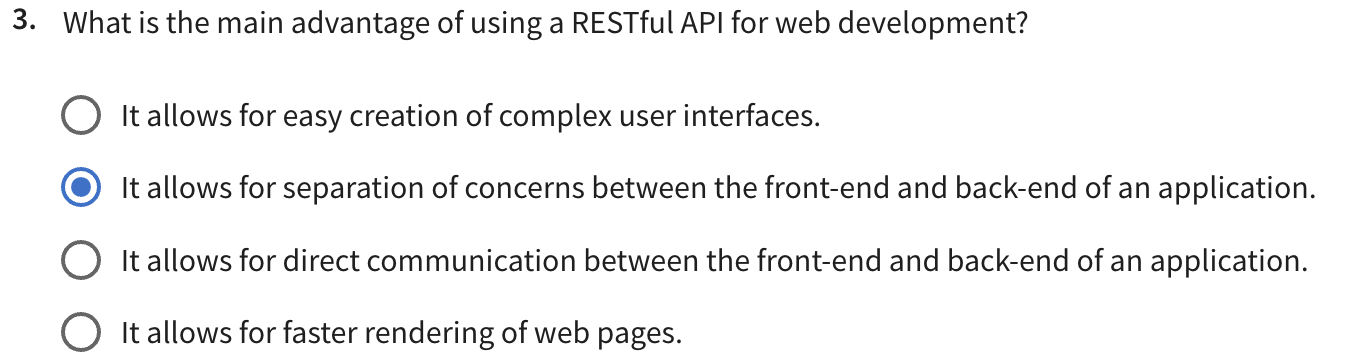 3. What is the main advantage of using a RESTful API for web development?
It allows for easy creation of complex user interfaces.
It allows for separation of concerns between the front-end and back-end of an application.
It allows for direct communication between the front-end and back-end of an application.
It allows for faster rendering of web pages.